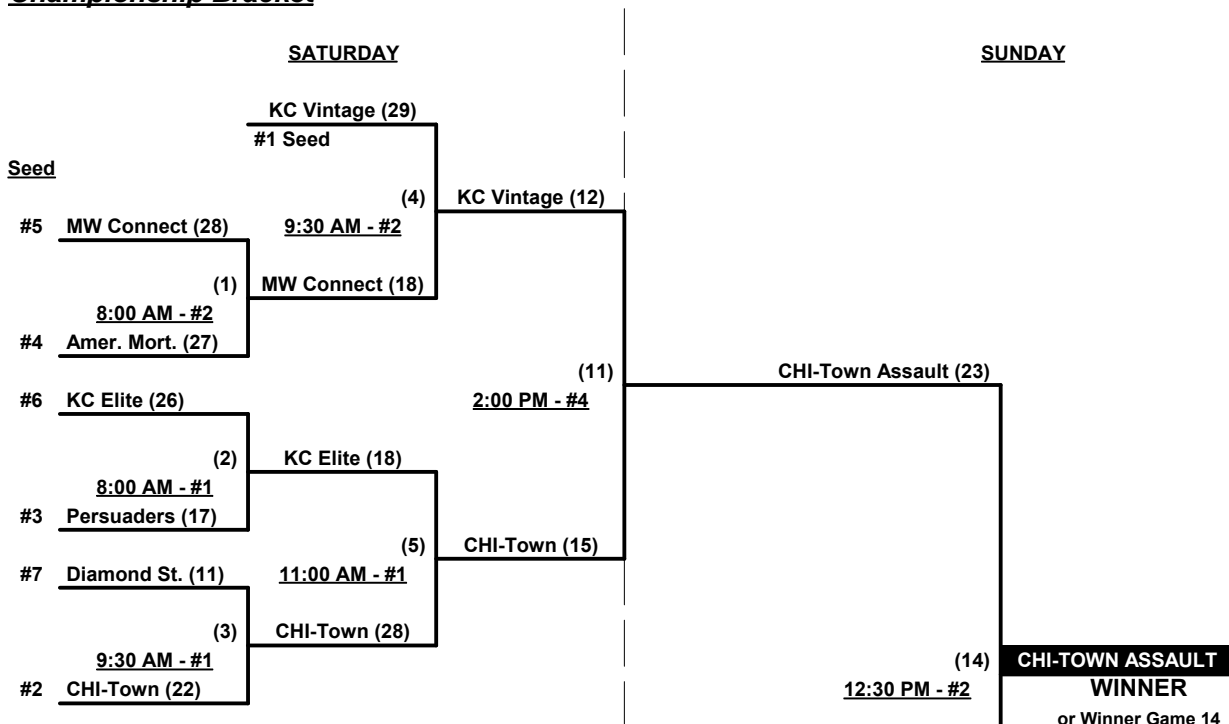 Championship Bracket
SATURDAY
SUNDAY
KC Vintage (29)
#1 Seed
Seed
(4)
KC Vintage (12)
#5 MW Connect (28)
9:30 AM - #2
(1)
MW Connect (18)
8:00 AM - #2
#4 Amer. Mort. (27)
(11)
CHI-Town Assault (23)
#6 KC Elite (26)
2:00 PM - #4
(2)
KC Elite (18)
8:00 AM - #1
#3 Persuaders (17)
(5)
CHI-Town (15)
#7 Diamond St. (11)
11:00 AM - #1
(3)
CHI-Town (28)
9:30 AM - #1
(14)
CHI-TOWN ASSAULT
#2 CHI-Town (22)
12:30 PM - #2
WINNER
or Winner Game 14